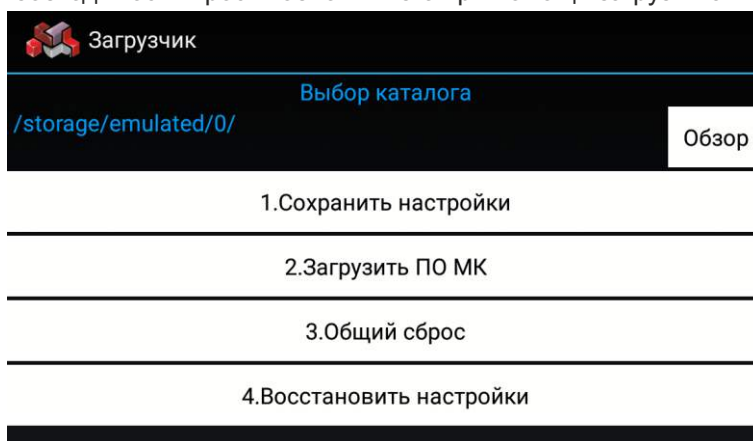 Загрузчик
Выбор каталога
/storage/emulated/0/
Обзор
1.Сохранить настройки
2.Загрузить ПО МК
3.Общий сброс
4.Восстановить настройки